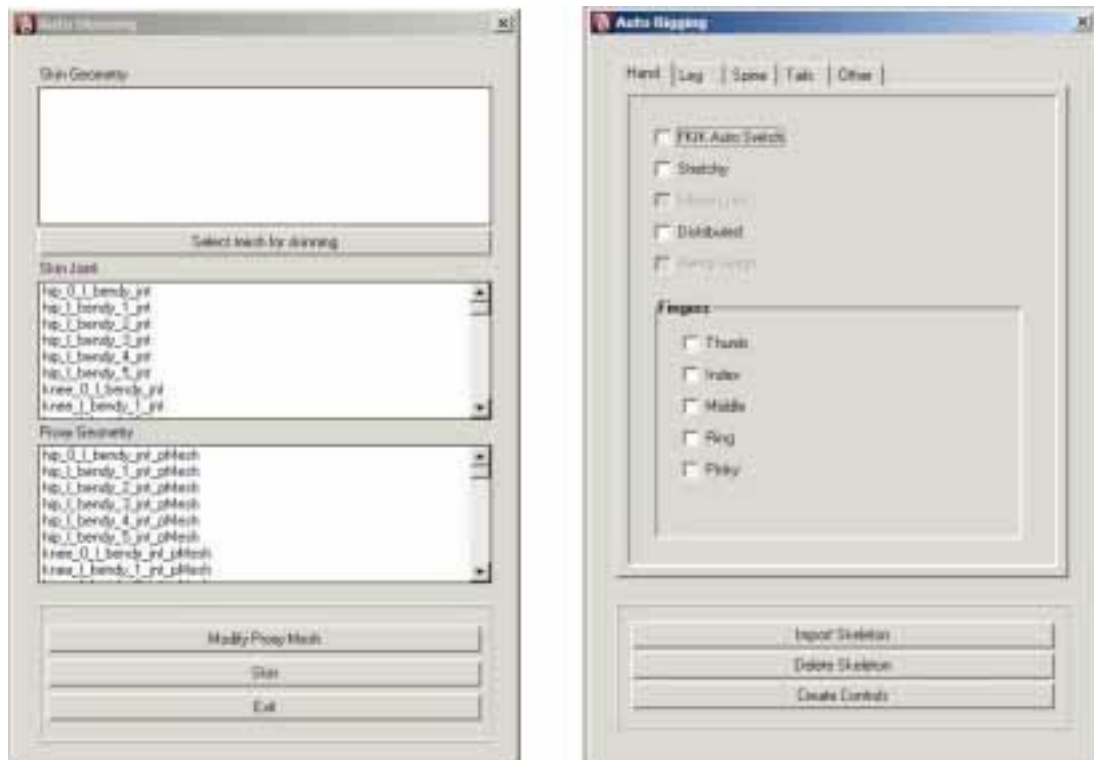 Auto Skinning
Skin Geometry
Select mesh for skinning
Skin Joint
hip_0_l_bendy_jnt
hip_l_bendy_1_jnt
hip_l_bendy_2_jnt
hip_l_bendy_3_jnt
hip_l_bendy_4_jnt
hip_l_bendy_5_jnt
knee_0_l_bendy_jnt
knee_l_bendy_1_jnt
Proxy Geometry
hip_0_l_bendy_jnt_pMesh
hip_l_bendy_1_jnt_pMesh
hip_l_bendy_2_jnt_pMesh
hip_l_bendy_3_jnt_pMesh
hip_l_bendy_4_jnt_pMesh
hip_l_bendy_5_jnt_pMesh
knee_0_l_bendy_jnt_pMesh
knee_l_bendy_1_jnt_pMesh
Modify Proxy Mesh
Skin
Exit
Auto Rigging
Hand Leg Spine Tails Other
FKIK Auto Switch
Stretchy
Distributed
Fingers
Thumb
Index
Middle
Ring
Pinky
Import Skeleton
Delete Skeleton
Create Controls